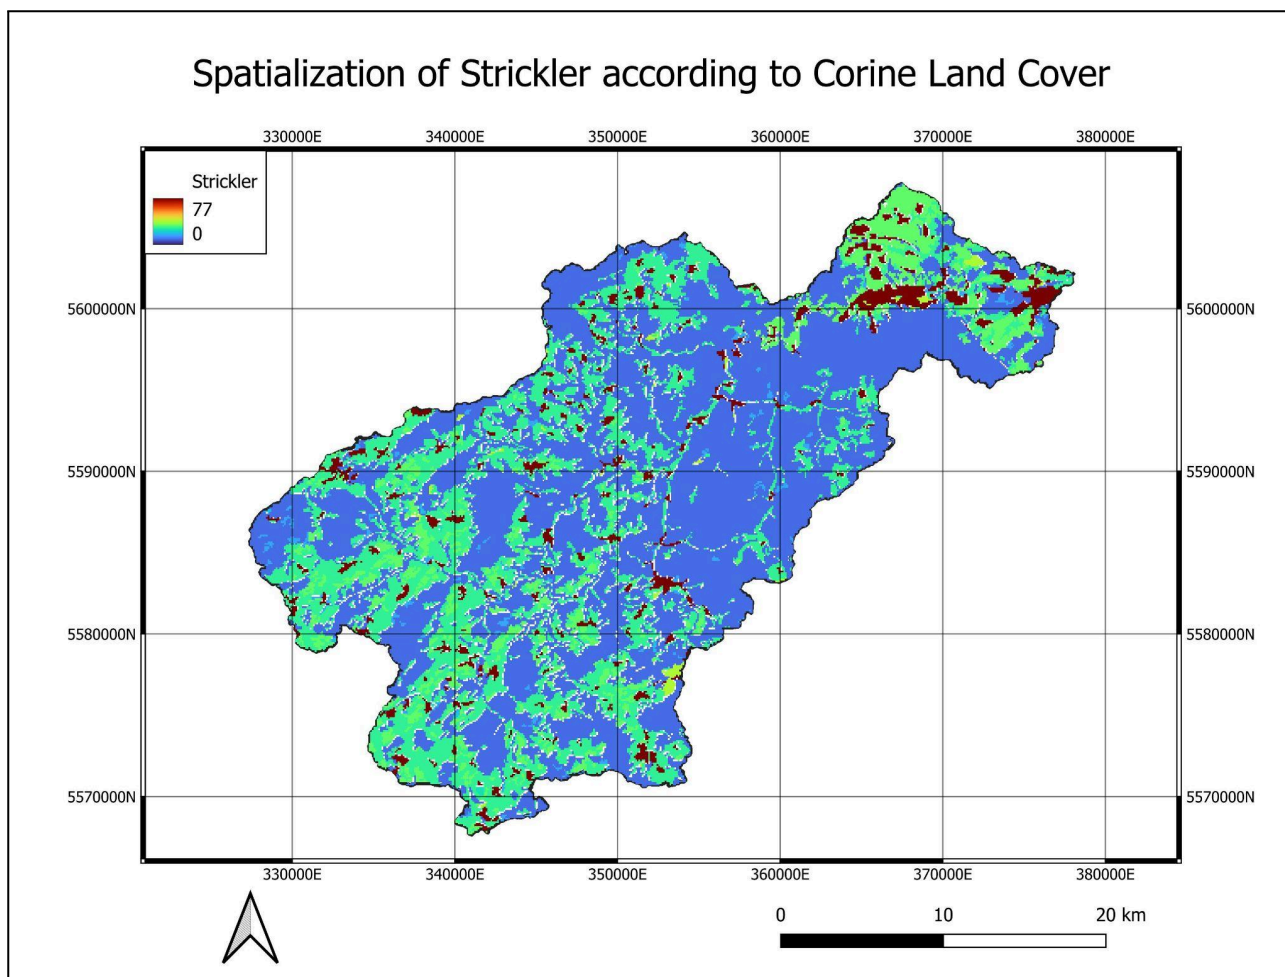 Spatialization of Strickler according to Corine Land Cover
330000E 340000E 350000E 360000E 370000E 380000E
Strickler
77
0
5600000N 5600000N
5590000N 5590000N
5580000N 5580000N
5570000N 5570000N
330000E 340000E 350000E 360000E 370000E 380000E
0 10 20 km